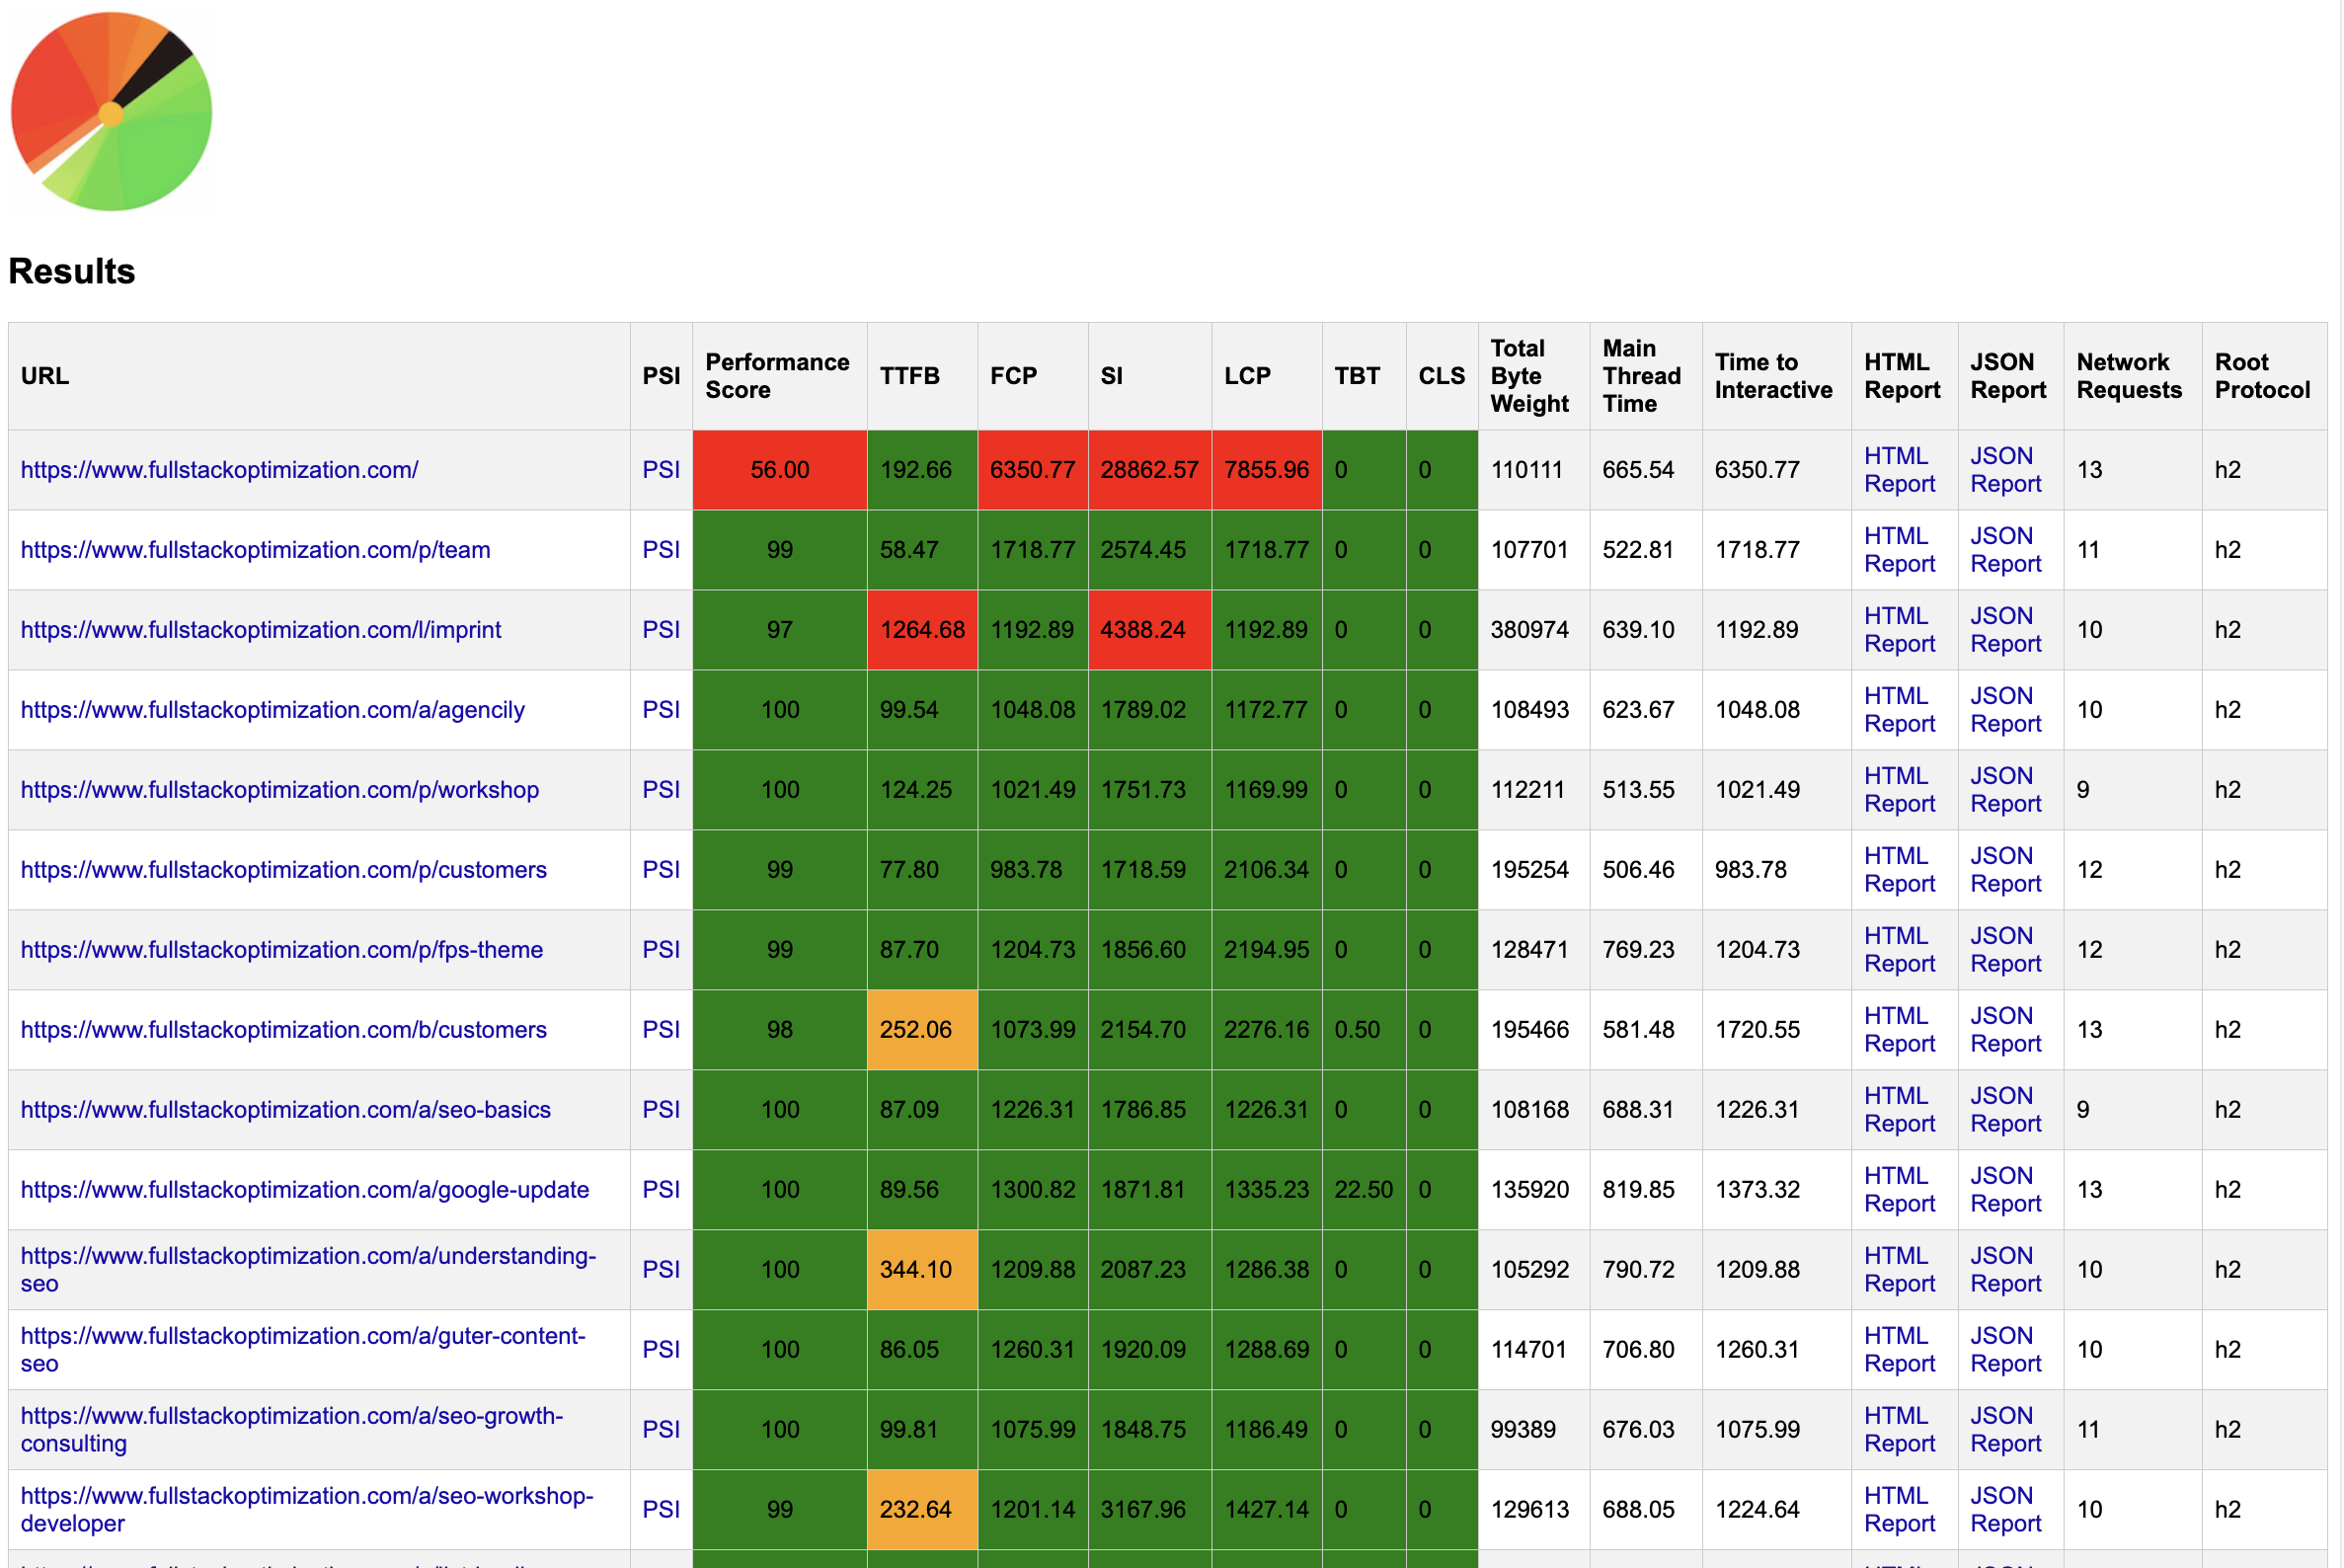 Results
URL PSI Performance Score TTFB FCP SI LCP TBT CLS Total Byte Weight Main Thread Time Time to Interactive HTML Report JSON Report Network Requests Root Protocol
https://www.fullstackoptimization.com/ PSI 56.00 192.66 6350.77 28862.57 7855.96 0 0 110111 665.54 6350.77 HTML Report JSON Report 13 h2
https://www.fullstackoptimization.com/p/team PSI 99 58.47 1718.77 2574.45 1718.77 0 0 107701 522.81 1718.77 HTML Report JSON Report 11 h2
https://www.fullstackoptimization.com/l/imprint PSI 97 1264.68 1192.89 4388.24 1192.89 0 0 380974 639.10 1192.89 HTML Report JSON Report 10 h2
https://www.fullstackoptimization.com/a/agencily PSI 100 99.54 1048.08 1789.02 1172.77 0 0 108493 623.67 1048.08 HTML Report JSON Report 10 h2
https://www.fullstackoptimization.com/p/workshop PSI 100 124.25 1021.49 1751.73 1169.99 0 0 112211 513.55 1021.49 HTML Report JSON Report 9 h2
https://www.fullstackoptimization.com/p/customers PSI 99 77.80 983.78 1718.59 2106.34 0 0 195254 506.46 983.78 HTML Report JSON Report 12 h2
https://www.fullstackoptimization.com/p/fps-theme PSI 99 87.70 1204.73 1856.60 2194.95 0 0 128471 769.23 1204.73 HTML Report JSON Report 12 h2
https://www.fullstackoptimization.com/b/customers PSI 98 252.06 1073.99 2154.70 2276.16 0.50 0 195466 581.48 1720.55 HTML Report JSON Report 13 h2
https://www.fullstackoptimization.com/a/seo-basics PSI 100 87.09 1226.31 1786.85 1226.31 0 0 108168 688.31 1226.31 HTML Report JSON Report 9 h2
https://www.fullstackoptimization.com/a/google-update PSI 100 89.56 1300.82 1871.81 1335.23 22.50 0 135920 819.85 1373.32 HTML Report JSON Report 13 h2
https://www.fullstackoptimization.com/a/understanding-seo PSI 100 344.10 1209.88 2087.23 1286.38 0 0 105292 790.72 1209.88 HTML Report JSON Report 10 h2
https://www.fullstackoptimization.com/a/guter-content-seo PSI 100 86.05 1260.31 1920.09 1288.69 0 0 114701 706.80 1260.31 HTML Report JSON Report 10 h2
https://www.fullstackoptimization.com/a/seo-growth-consulting PSI 100 99.81 1075.99 1848.75 1186.49 0 0 99389 676.03 1075.99 HTML Report JSON Report 11 h2
https://www.fullstackoptimization.com/a/seo-workshop-developer PSI 99 232.64 1201.14 3167.96 1427.14 0 0 129613 688.05 1224.64 HTML Report JSON Report 10 h2